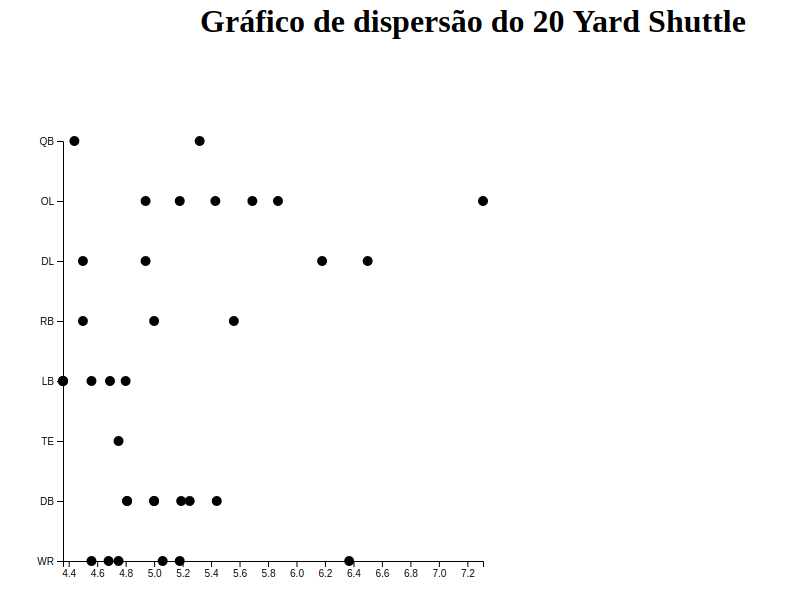 Gráfico de dispersão do 20 Yard Shuttle
QB
OL
DL
RB
LB
TE
DB
WR
4.4 4.6 4.8 5.0 5.2 5.4 5.6 5.8 6.0 6.2 6.4 6.6 6.8 7.0 7.2